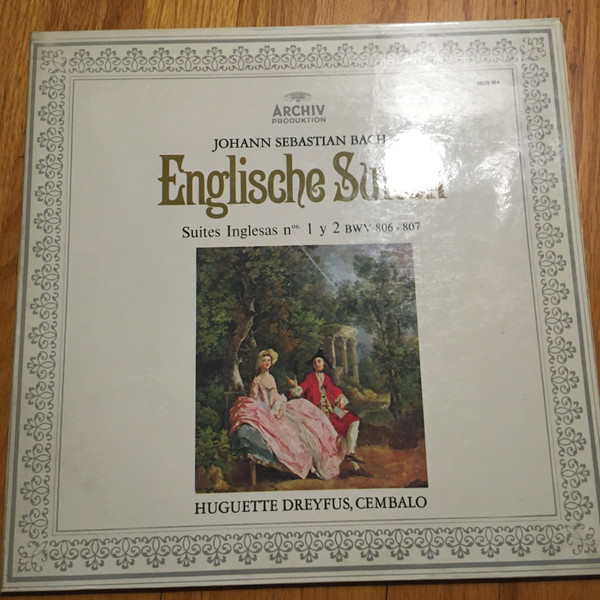 ARCHIV
PRODUKTION
JOHANN SEBASTIAN BACH
Englische Suiten
Suites Inglesas nos. 1 y 2 BWV 806 - 807
HUGUETTE DREYFUS, CEMBALO